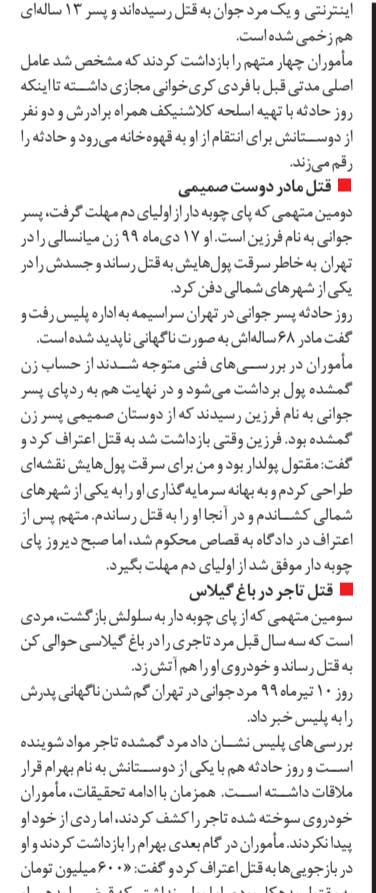 اینترنتی و یک مرد جوان به قتل رسیده‌اند و پسر ۱۳ ساله‌ای
هم زخمی شده است.
مأموران چهار متهم را بازداشت کردند که مشخص شد عامل
اصلی مدتی قبل با فردی کری‌خوانی مجازی داشــته تا اینکه
روز حادثه با تهیه اسلحه کلاشنیکف همراه برادرش و دو نفر
از دوســتانش برای انتقام از او به قهوه‌خانه می‌رود و حادثه را
رقم می‌زند.
■ قتل مادر دوست صمیمی
دومین متهمی که پای چوبه دار از اولیای دم مهلت گرفت، پسر
جوانی به نام فرزین است. او ۱۷ دی‌ماه ۹۹ زن میانسالی را در
تهران به خاطر سرقت پول‌هایش به قتل رساند و جسدش را در
یکی از شهرهای شمالی دفن کرد.
روز حادثه پسر جوانی در تهران سراسیمه به اداره پلیس رفت و
گفت مادر ۶۸ ساله‌اش به صورت ناگهانی ناپدید شده است.
مأموران در بررســی‌های فنی متوجه شــدند از حساب زن
گمشده پول برداشت می‌شود و در نهایت هم به ردپای پسر
جوانی به نام فرزین رسیدند که از دوستان صمیمی پسر زن
گمشده بود. فرزین وقتی بازداشت شد به قتل اعتراف کرد و
گفت: مقتول پولدار بود و من برای سرقت پول‌هایش نقشه‌ای
طراحی کردم و به بهانه سرمایه‌گذاری او را به یکی از شهرهای
شمالی کشــاندم و در آنجا او را به قتل رساندم. متهم پس از
اعتراف در دادگاه به قصاص محکوم شد، اما صبح دیروز پای
چوبه دار موفق شد از اولیای دم مهلت بگیرد.
■ قتل تاجر در باغ گیلاس
سومین متهمی که از پای چوبه دار به سلولش بازگشت، مردی
است که سه سال قبل مرد تاجری را در باغ گیلاسی حوالی کن
به قتل رساند و خودروی او را هم آتش زد.
روز ۱۰ تیرماه ۹۹ مرد جوانی در تهران گم شدن ناگهانی پدرش
را به پلیس خبر داد.
بررسی‌های پلیس نشــان داد مرد گمشده تاجر مواد شوینده
اســت و روز حادثه هم با یکی از دوســتانش به نام بهرام قرار
ملاقات داشــته اســت. همزمان با ادامه تحقیقات، مأموران
خودروی سوخته شده تاجر را کشف کردند، اما ردی از خود او
پیدا نکردند. مأموران در گام بعدی بهرام را بازداشت کردند و او
در بازجویی‌ها به قتل اعتراف کرد و گفت: «۶۰۰ میلیون تومان